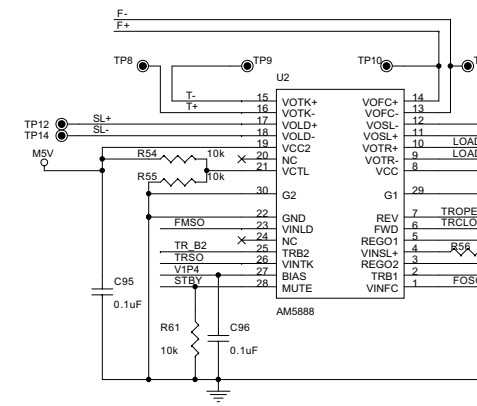 F-
F+
TP8
TP9
TP10
T
U2
T- 15 VOTK+ VOFC+ 14
T+ 16 VOTK- VOFC- 13
TP12 SL+ 17 VOLD+ VOSL- 12
TP14 SL- 18 VOLD- VOSL+ 11
M5V 19 VCC2 VOTR+ 10 LOAD
R54 10k 20 NC VOTR- 9 LOAD
21 VCTL VCC 8
R55 10k
30 G2 G1 29
22 GND REV 7 TROPE
FMSO 23 VINLD FWD 6 TRCLO
24 NC REGO1 5
TR_B2 25 TRB2 VINSL+ 4 R56
TRSO 26 VINTK REGO2 3
V1P4 27 BIAS TRB1 2
STBY 28 MUTE VINFC 1 FOS
C95
0.1uF
AM5888
R61
10k
C96
0.1uF